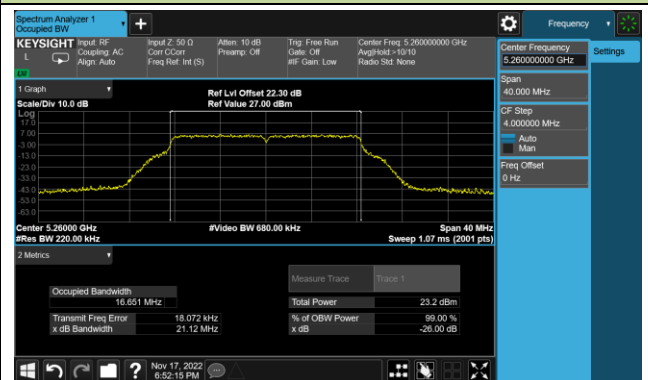 Spectrum Analyzer 1
Occupied BW
Frequency
KEYSIGHT Input: RF Input Z: 50 Ω Atten: 10 dB Trig: Free Run Center Freq: 5.260000000 GHz
L Coupling: AC Corr CCorr Preamp: Off Gate: Off Avg|Hold:>10/10
Align: Auto Freq Ref: Int (S) #IF Gain: Low Radio Std: None
Center Frequency
5.260000000 GHz
Settings
Span
40.000 MHz
CF Step
4.000000 MHz
Auto
Man
Freq Offset
0 Hz
1 Graph
Scale/Div 10.0 dB
Ref Lvl Offset 22.30 dB
Ref Value 27.00 dBm
Log
17.0
7.00
-3.00
-13.0
-23.0
-33.0
-43.0
-53.0
-63.0
Center 5.26000 GHz #Video BW 680.00 kHz Span 40 MHz
#Res BW 220.00 kHz Sweep 1.07 ms (2001 pts)
2 Metrics
Measure Trace Trace 1
Occupied Bandwidth
16.651 MHz
Total Power 23.2 dBm
Transmit Freq Error 18.072 kHz % of OBW Power 99.00 %
x dB Bandwidth 21.12 MHz x dB -26.00 dB
Nov 17, 2022
6:52:15 PM